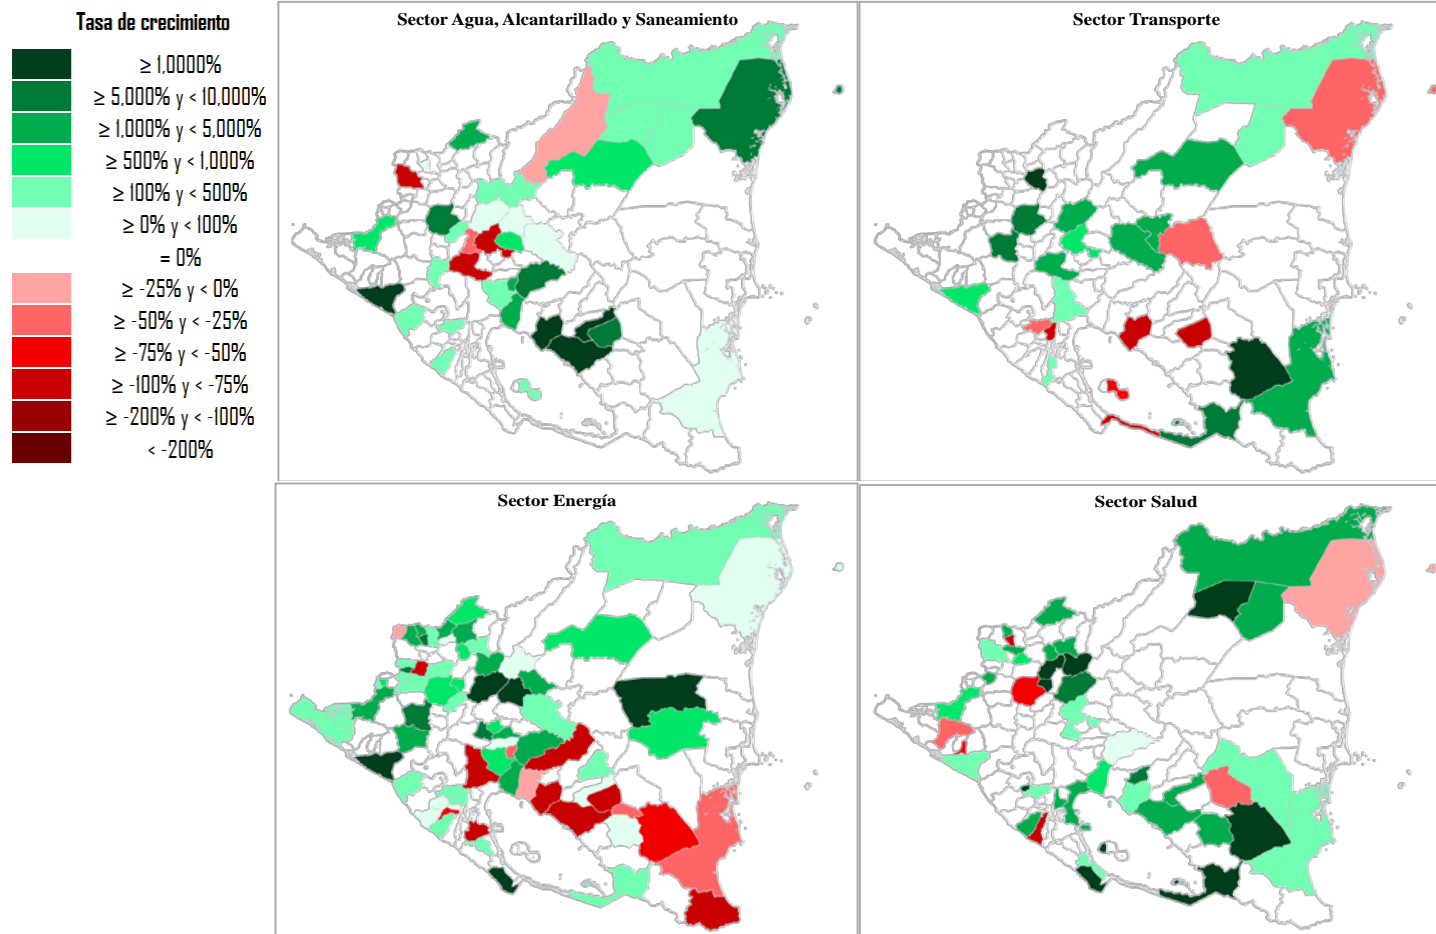 Tasa de crecimiento
≥ 1,0000%
≥ 5,000% y < 10,000%
≥ 1,000% y < 5,000%
≥ 500% y < 1,000%
≥ 100% y < 500%
≥ 0% y < 100%
= 0%
≥ -25% y < 0%
≥ -50% y < -25%
≥ -75% y < -50%
≥ -100% y < -75%
≥ -200% y < -100%
< -200%
Sector Agua, Alcantarillado y Saneamiento
Sector Transporte
Sector Energía
Sector Salud